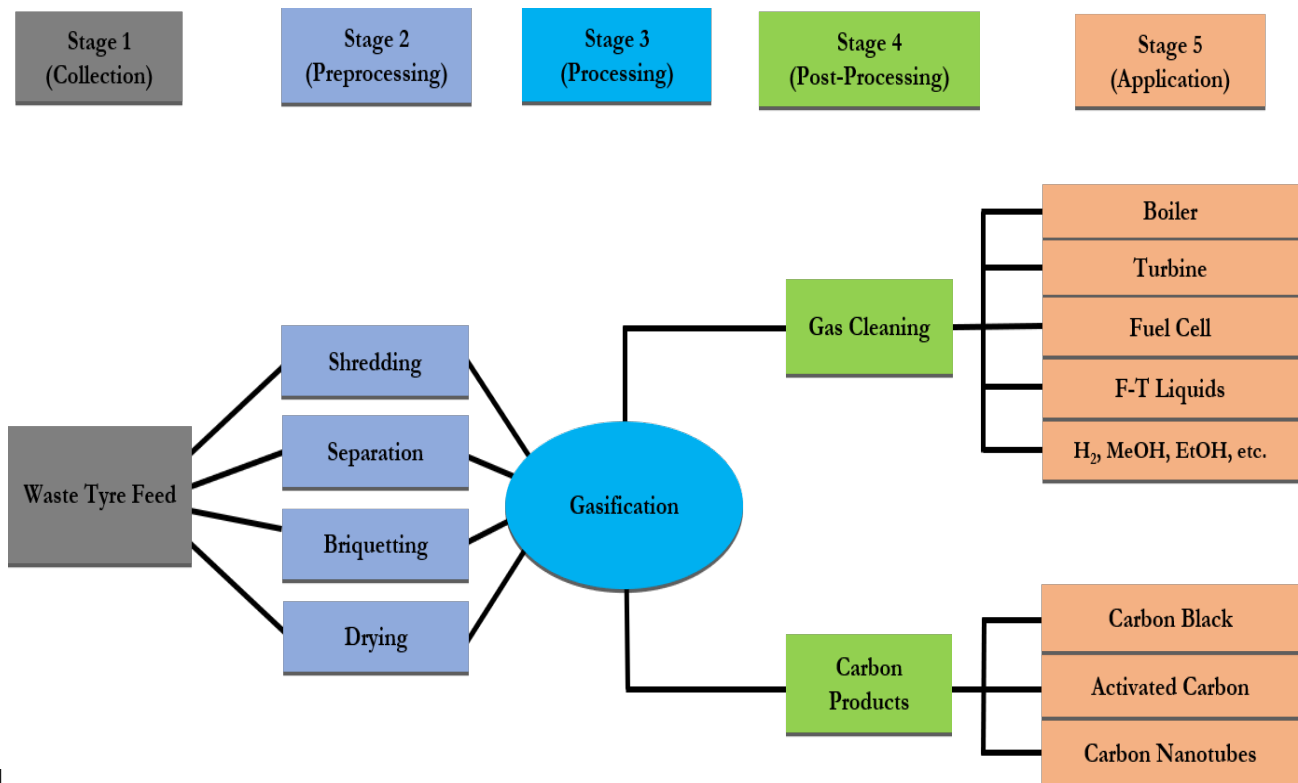 Stage 1
(Collection)
Stage 2
(Preprocessing)
Stage 3
(Processing)
Stage 4
(Post-Processing)
Stage 5
(Application)
Waste Tyre Feed
Shredding
Separation
Briquetting
Drying
Gasification
Gas Cleaning
Carbon
Products
Boiler
Turbine
Fuel Cell
F-T Liquids
H₂, MeOH, EtOH, etc.
Carbon Black
Activated Carbon
Carbon Nanotubes